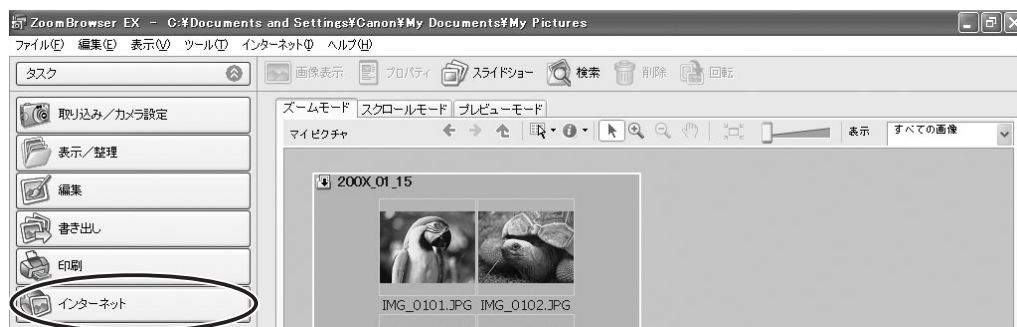 ZoomBrowser EX - C:¥Documents and Settings¥Canon¥My Documents¥My Pictures
ファイル(F) 編集(E) 表示(V) ツール(T) インターネット(I) ヘルプ(H)
タスク
画像表示 プロパティ スライドショー 検索 削除 回転
取り込み/カメラ設定
表示/整理
編集
書き出し
印刷
インターネット
ズームモード スクロールモード プレビューモード
マイ ピクチャ 表示 すべての画像
200X_01_15
IMG_0101.JPG IMG_0102.JPG